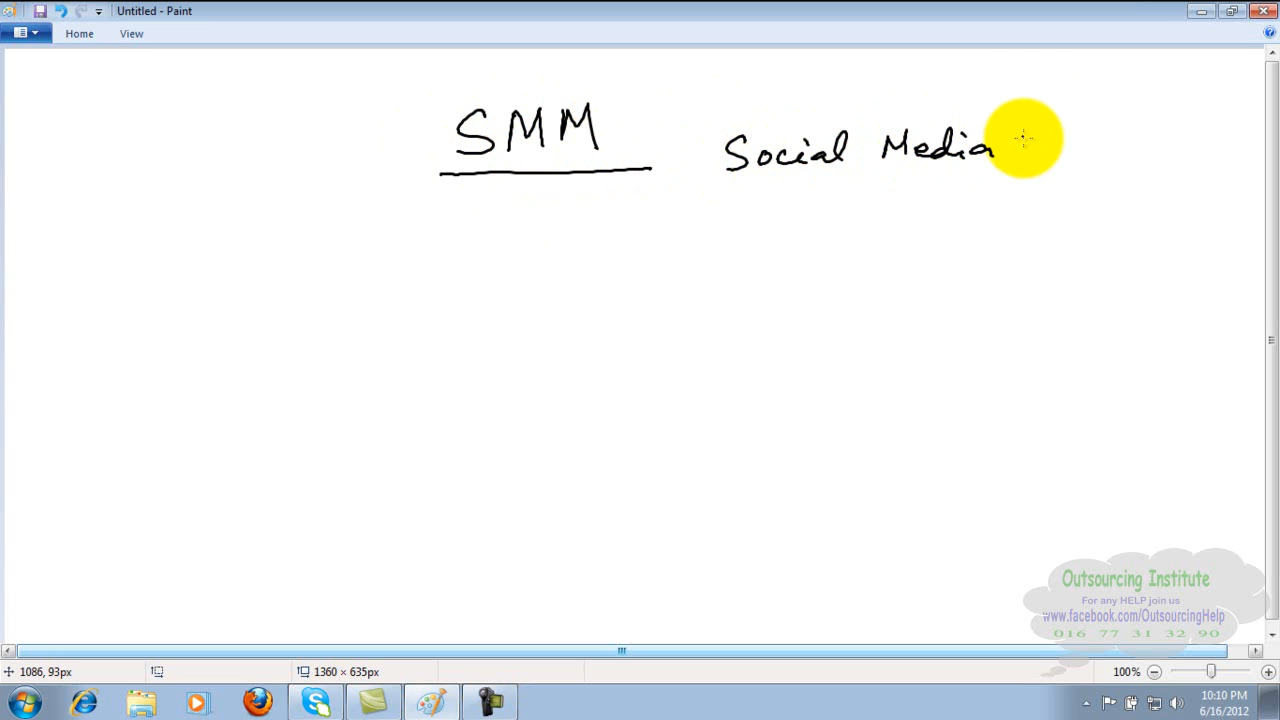 Untitled - Paint
Home View
SMM Social Media
Outsourcing Institute
For any HELP join us
www.facebook.com/OutsourcingHelp
016 77 31 32 90
1086, 93px 1360 × 635px 100%
10:10 PM
6/16/2012